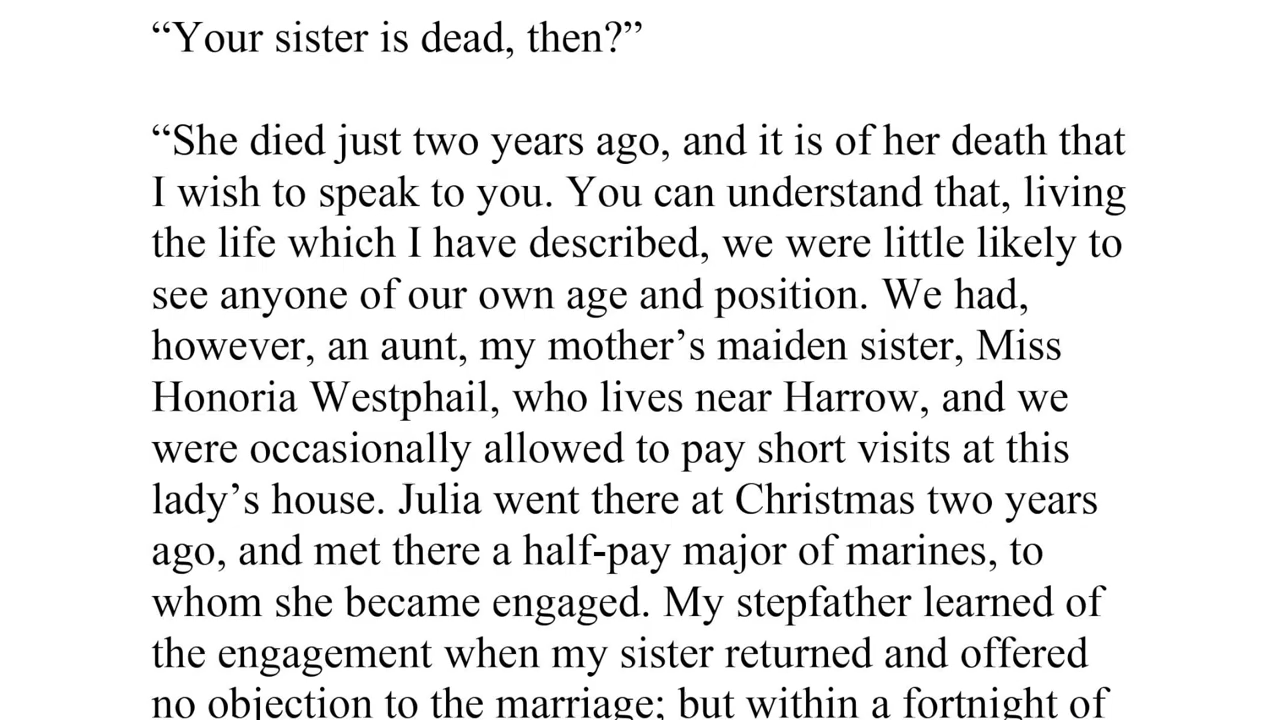 “Your sister is dead, then?”
“She died just two years ago, and it is of her death that
I wish to speak to you. You can understand that, living
the life which I have described, we were little likely to
see anyone of our own age and position. We had,
however, an aunt, my mother’s maiden sister, Miss
Honoria Westphail, who lives near Harrow, and we
were occasionally allowed to pay short visits at this
lady’s house. Julia went there at Christmas two years
ago, and met there a half-pay major of marines, to
whom she became engaged. My stepfather learned of
the engagement when my sister returned and offered
no objection to the marriage; but within a fortnight of